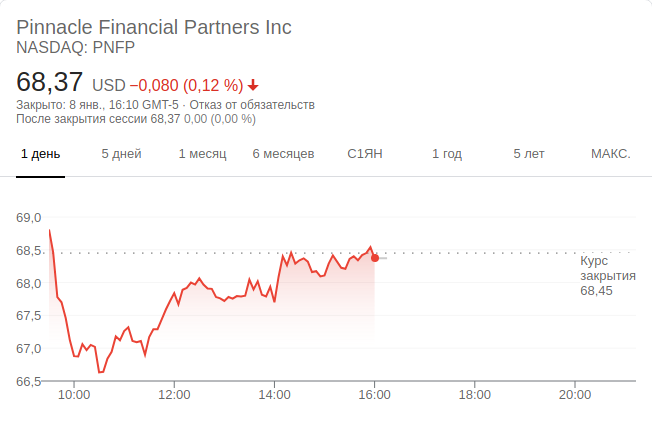 Pinnacle Financial Partners Inc
NASDAQ: PNFP
68,37 USD −0,080 (0,12 %)
Закрыто: 8 янв., 16:10 GMT-5 · Отказ от обязательств
После закрытия сессии 68,37 0,00 (0,00 %)
1 день 5 дней 1 месяц 6 месяцев С1ЯН 1 год 5 лет МАКС.
69,0
68,5
Курс
закрытия
68,45
68,0
67,5
67,0
66,5
10:00 12:00 14:00 16:00 18:00 20:00